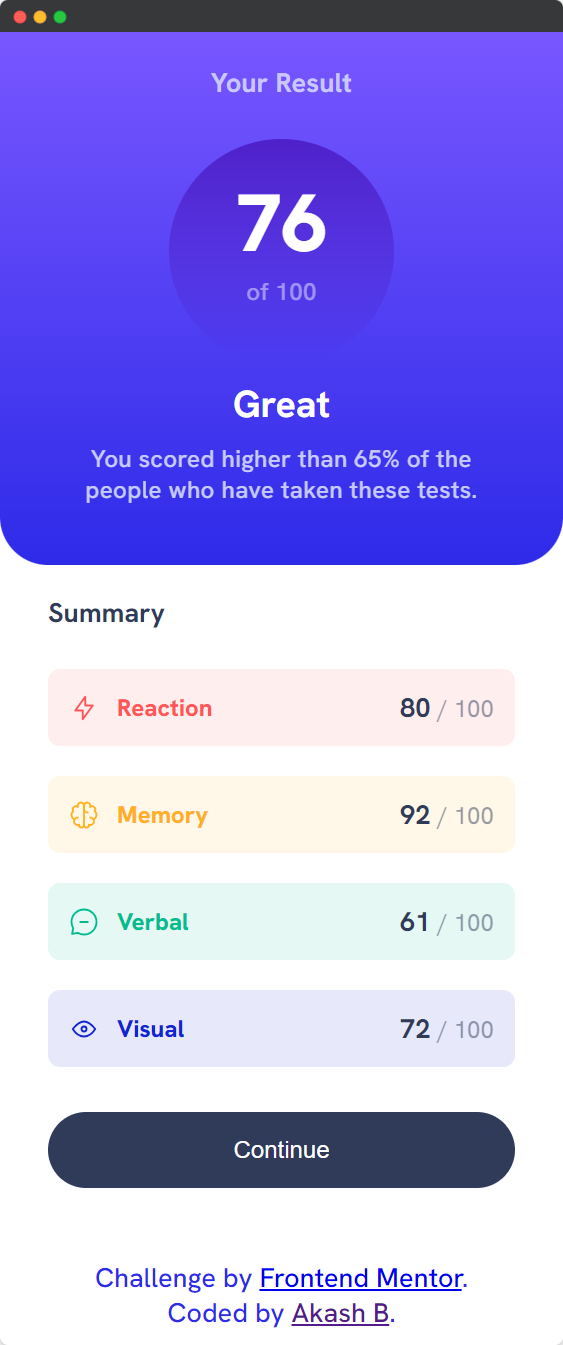 Your Result
76
of 100
Great
You scored higher than 65% of the
people who have taken these tests.
Summary
Reaction 80 / 100
Memory 92 / 100
Verbal 61 / 100
Visual 72 / 100
Continue
Challenge by Frontend Mentor.
Coded by Akash B.